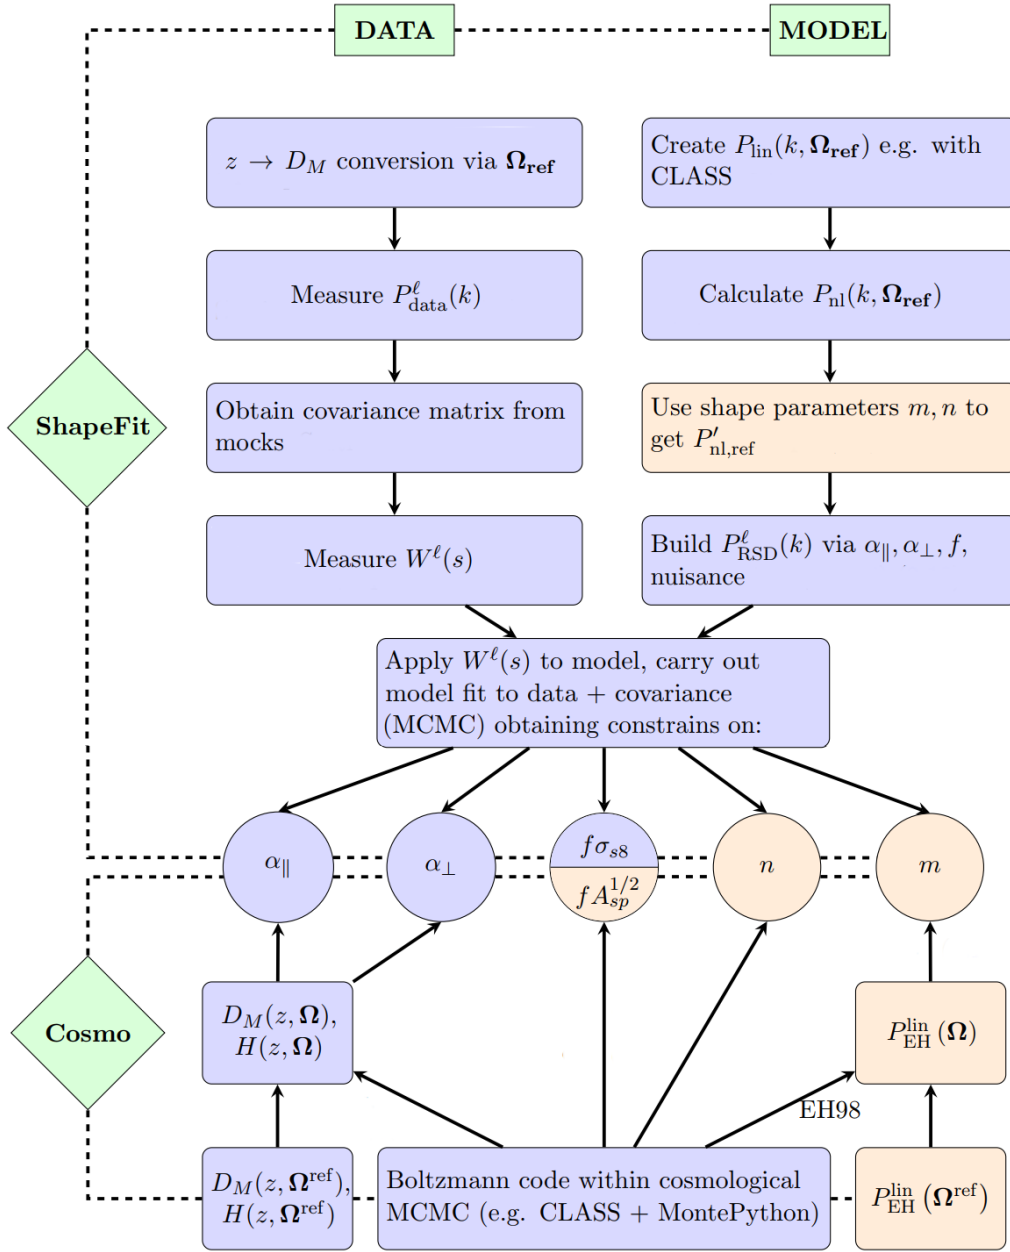 DATA
MODEL
z → D_M conversion via Ω_ref
Create P_lin(k, Ω_ref) e.g. with
CLASS
Measure P^ℓ_data(k)
Calculate P_nl(k, Ω_ref)
Obtain covariance matrix from
mocks
Use shape parameters m, n to
get P′_nl,ref
ShapeFit
Measure W^ℓ(s)
Build P^ℓ_RSD(k) via α_∥, α_⊥, f,
nuisance
Apply W^ℓ(s) to model, carry out
model fit to data + covariance
(MCMC) obtaining constrains on:
α_∥
α_⊥
fσ_s8
fA_sp^1/2
n
m
Cosmo
D_M(z, Ω),
H(z, Ω)
P^lin_EH (Ω)
EH98
D_M(z, Ω^ref),
H(z, Ω^ref)
Boltzmann code within cosmological
MCMC (e.g. CLASS + MontePython)
P^lin_EH (Ω^ref)